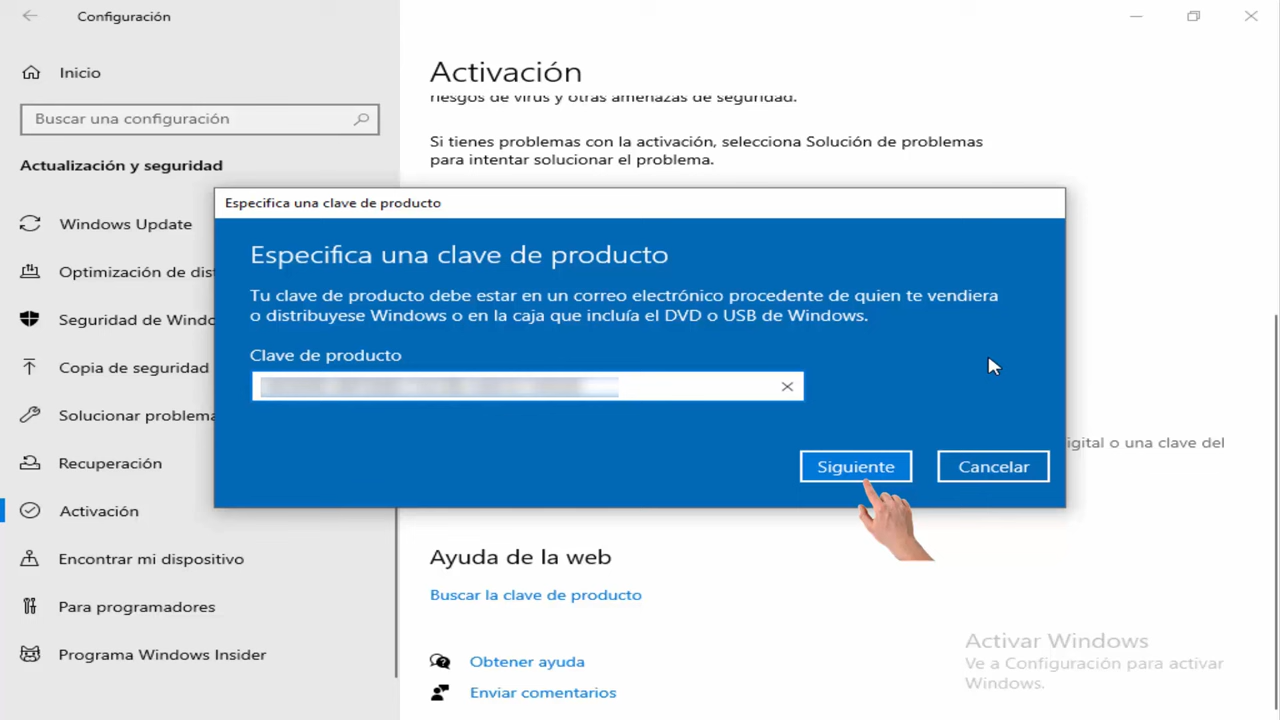 Configuración
Inicio
Buscar una configuración
Actualización y seguridad
Windows Update
Optimización de dist
Seguridad de Windo
Copia de seguridad
Solucionar problema
Recuperación
Activación
Encontrar mi dispositivo
Para programadores
Programa Windows Insider
Activación
riesgos de virus y otras amenazas de seguridad.
Si tienes problemas con la activación, selecciona Solución de problemas
para intentar solucionar el problema.
Especifica una clave de producto
Especifica una clave de producto
Tu clave de producto debe estar en un correo electrónico procedente de quien te vendiera
o distribuyese Windows o en la caja que incluía el DVD o USB de Windows.
Clave de producto
Siguiente
Cancelar
igital o una clave del
Ayuda de la web
Buscar la clave de producto
Obtener ayuda
Enviar comentarios
Activar Windows
Ve a Configuración para activar
Windows.